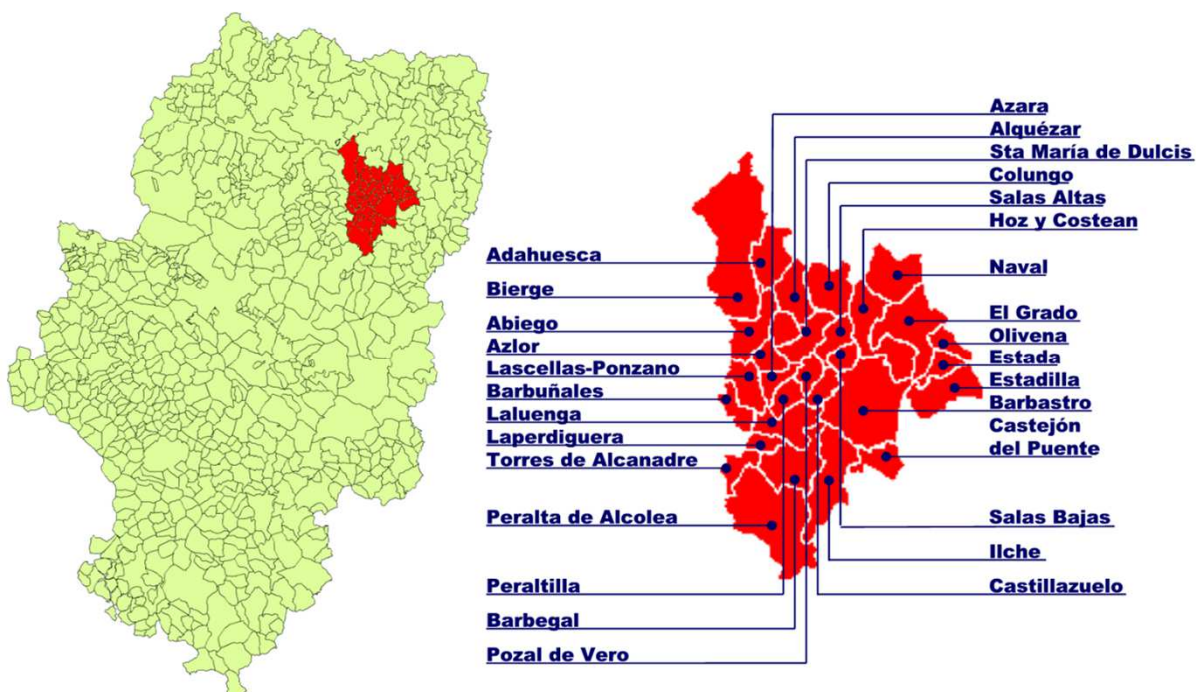 Azara
Alquézar
Sta María de Dulcis
Colungo
Salas Altas
Hoz y Costean
Adahuesca
Naval
Bierge
Abiego
El Grado
Azlor
Olivena
Lascellas-Ponzano
Estada
Barbuñales
Estadilla
Laluenga
Barbastro
Laperdiguera
Castejón
del Puente
Torres de Alcanadre
Peralta de Alcolea
Salas Bajas
Ilche
Peraltilla
Castillazuelo
Barbegal
Pozal de Vero